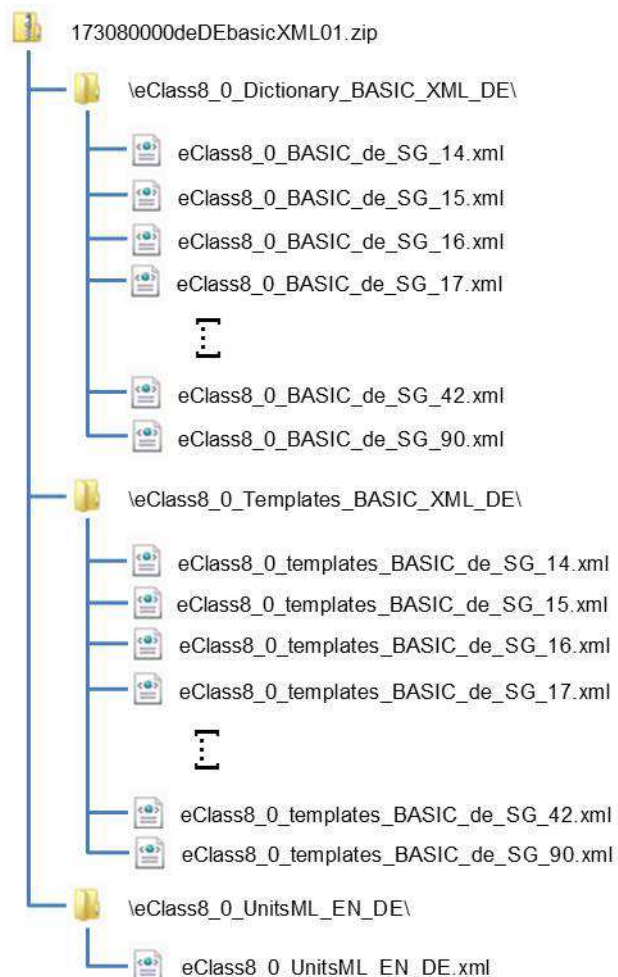 173080000deDEbasicXML01.zip
\eClass8_0_Dictionary_BASIC_XML_DE\
eClass8_0_BASIC_de_SG_14.xml
eClass8_0_BASIC_de_SG_15.xml
eClass8_0_BASIC_de_SG_16.xml
eClass8_0_BASIC_de_SG_17.xml
[...]
eClass8_0_BASIC_de_SG_42.xml
eClass8_0_BASIC_de_SG_90.xml
\eClass8_0_Templates_BASIC_XML_DE\
eClass8_0_templates_BASIC_de_SG_14.xml
eClass8_0_templates_BASIC_de_SG_15.xml
eClass8_0_templates_BASIC_de_SG_16.xml
eClass8_0_templates_BASIC_de_SG_17.xml
[...]
eClass8_0_templates_BASIC_de_SG_42.xml
eClass8_0_templates_BASIC_de_SG_90.xml
\eClass8_0_UnitsML_EN_DE\
eClass8_0_UnitsML_EN_DE.xml